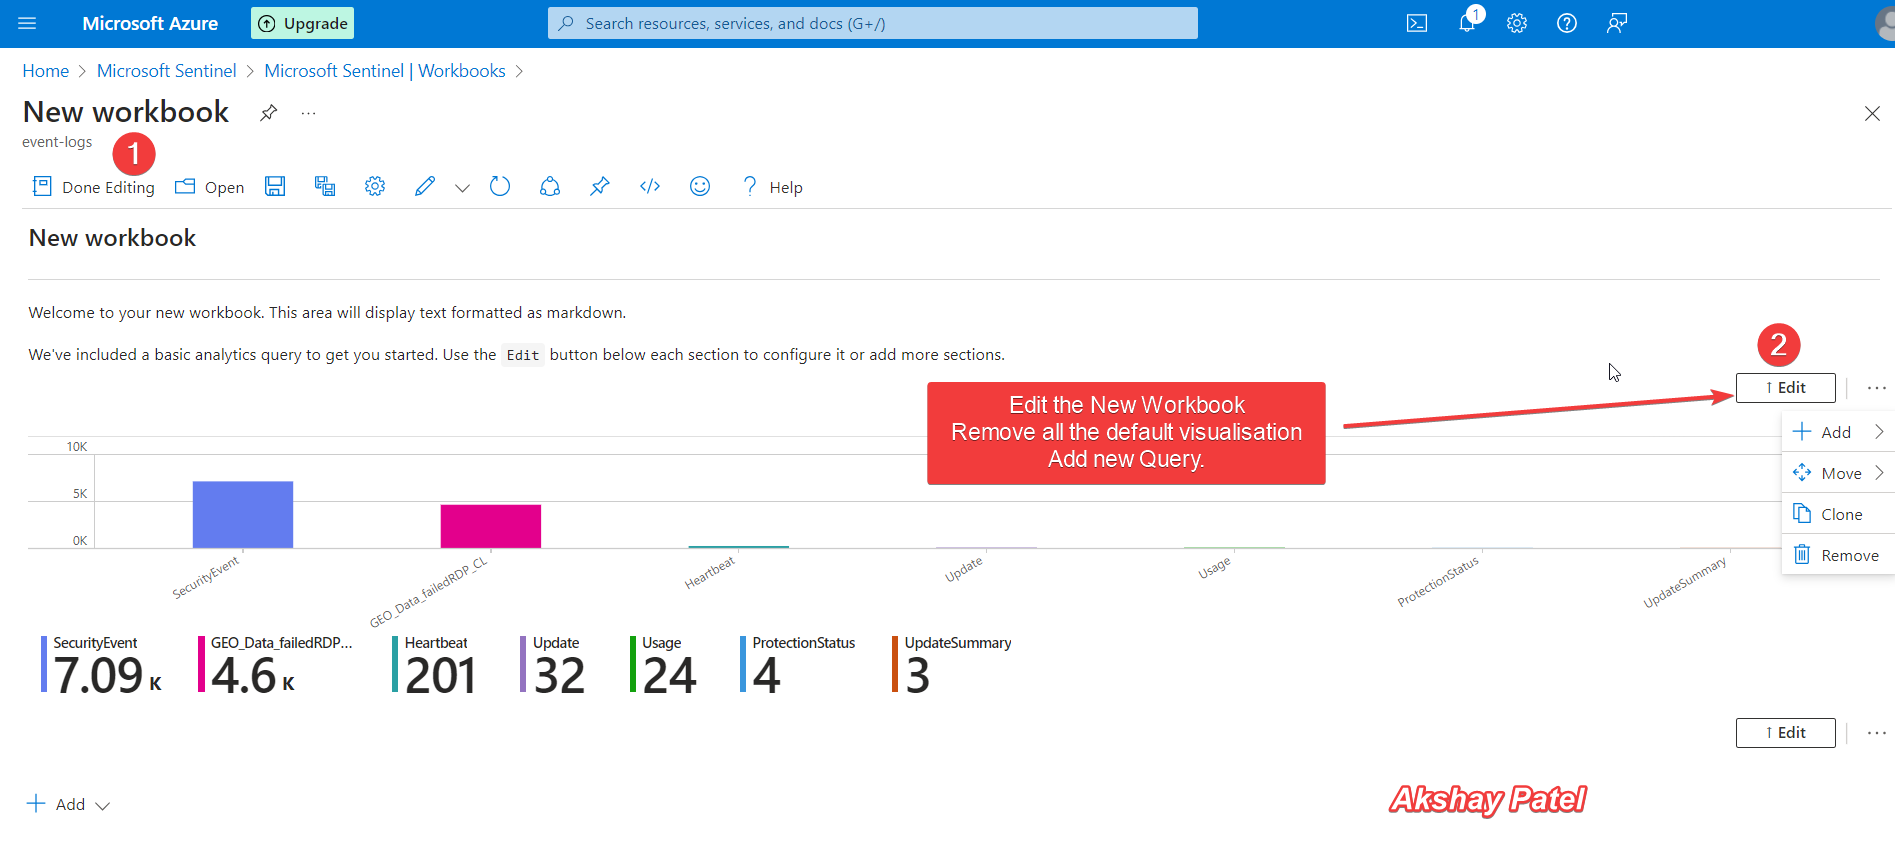 Microsoft Azure
Upgrade
Search resources, services, and docs (G+/)
1
Home > Microsoft Sentinel > Microsoft Sentinel | Workbooks >
New workbook
event-logs
1
Done Editing
Open
? Help
New workbook
Welcome to your new workbook. This area will display text formatted as markdown.
We've included a basic analytics query to get you started. Use the Edit button below each section to configure it or add more sections.
2
↑ Edit
Edit the New Workbook
Remove all the default visualisation
Add new Query.
Add
Move
Clone
Remove
10K
5K
0K
SecurityEvent
GEO_Data_failedRDP_CL
Heartbeat
Update
Usage
ProtectionStatus
UpdateSummary
SecurityEvent
7.09 K
GEO_Data_failedRDP...
4.6 K
Heartbeat
201
Update
32
Usage
24
ProtectionStatus
4
UpdateSummary
3
↑ Edit
Add
Akshay Patel